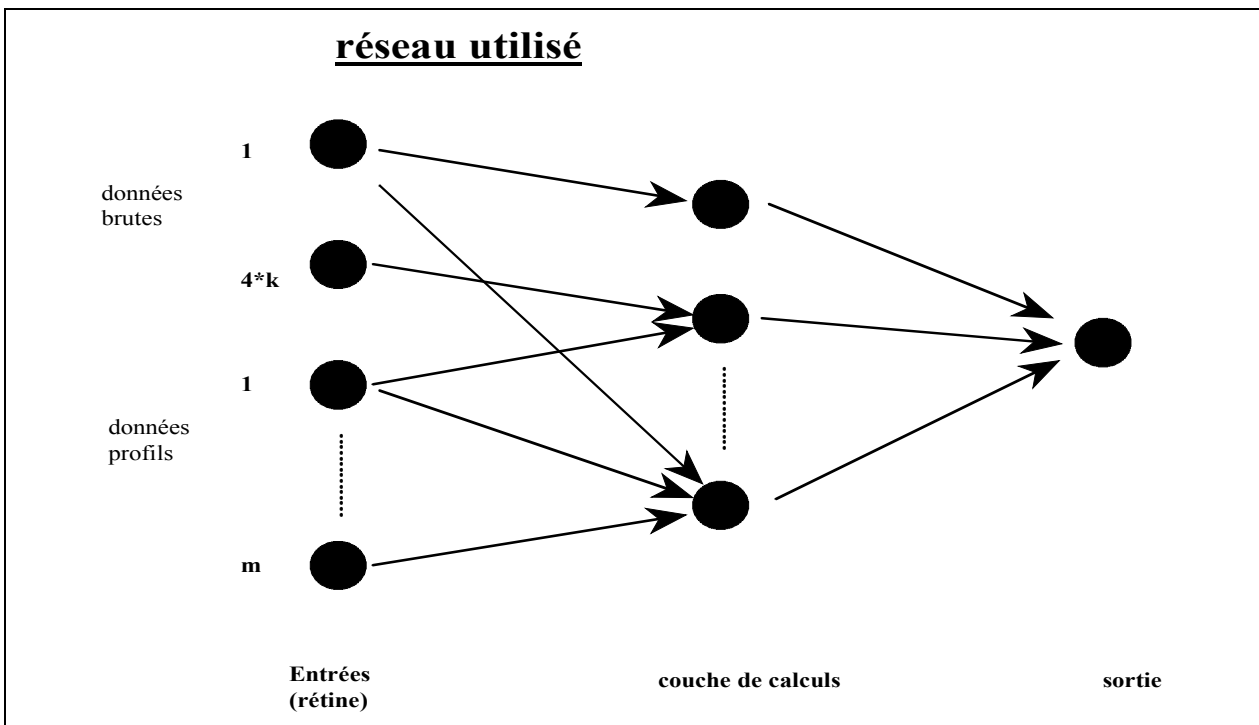 réseau utilisé
1
données
brutes
4*k
1
données
profils
m
Entrées
(rétine)
couche de calculs
sortie